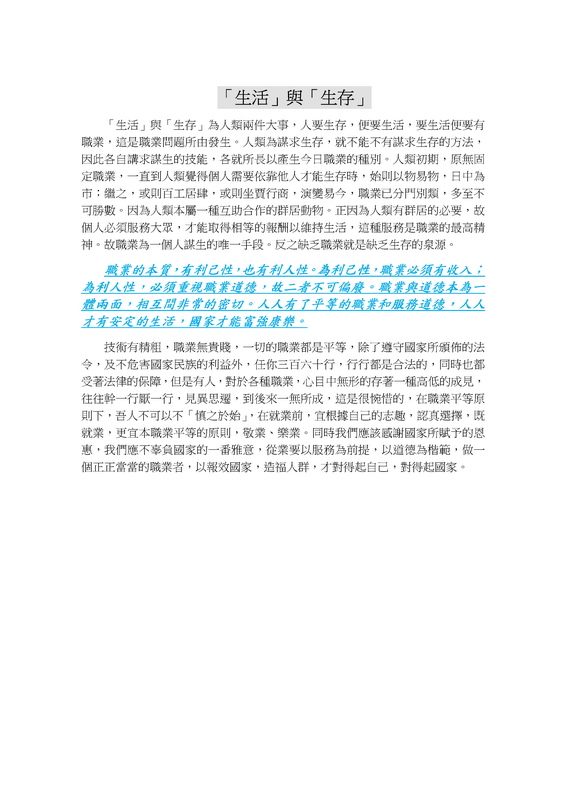 「生活」與「生存」
「生活」與「生存」為人類兩件大事，人要生存，便要生活，要生活便要有
職業，這是職業問題所由發生。人類為謀求生存，就不能不有謀求生存的方法，
因此各自講求謀生的技能，各就所長以產生今日職業的種別。人類初期，原無固
定職業，一直到人類覺得個人需要依靠他人才能生存時，始則以物易物，日中為
市；繼之，或則百工居肆，或則坐賈行商，演變易今，職業已分門別類，多至不
可勝數。因為人類本屬一種互助合作的群居動物。正因為人類有群居的必要，故
個人必須服務大眾，才能取得相等的報酬以維持生活，這種服務是職業的最高精
神。故職業為一個人謀生的唯一手段。反之缺乏職業就是缺乏生存的泉源。
職業的本質，有利己性，也有利人性。為利己性，職業必須有收入；
為利人性，必須重視職業道德，故二者不可偏廢。職業與道德本為一
體兩面，相互間非常的密切。人人有了平等的職業和服務道德，人人
才有安定的生活，國家才能富強康樂。
技術有精粗，職業無貴賤，一切的職業都是平等，除了遵守國家所頒佈的法
令，及不危害國家民族的利益外，任你三百六十行，行行都是合法的，同時也都
受著法律的保障，但是有人，對於各種職業，心目中無形的存著一種高低的成見，
往往幹一行厭一行，見異思遷，到後來一無所成，這是很惋惜的，在職業平等原
則下，吾人不可以不「慎之於始」，在就業前，宜根據自己的志趣，認真選擇，既
就業，更宜本職業平等的原則，敬業、樂業。同時我們應該感謝國家所賦予的恩
惠，我們應不辜負國家的一番雅意，從業要以服務為前提，以道德為楷範，做一
個正正當當的職業者，以報效國家，造福人群，才對得起自己，對得起國家。